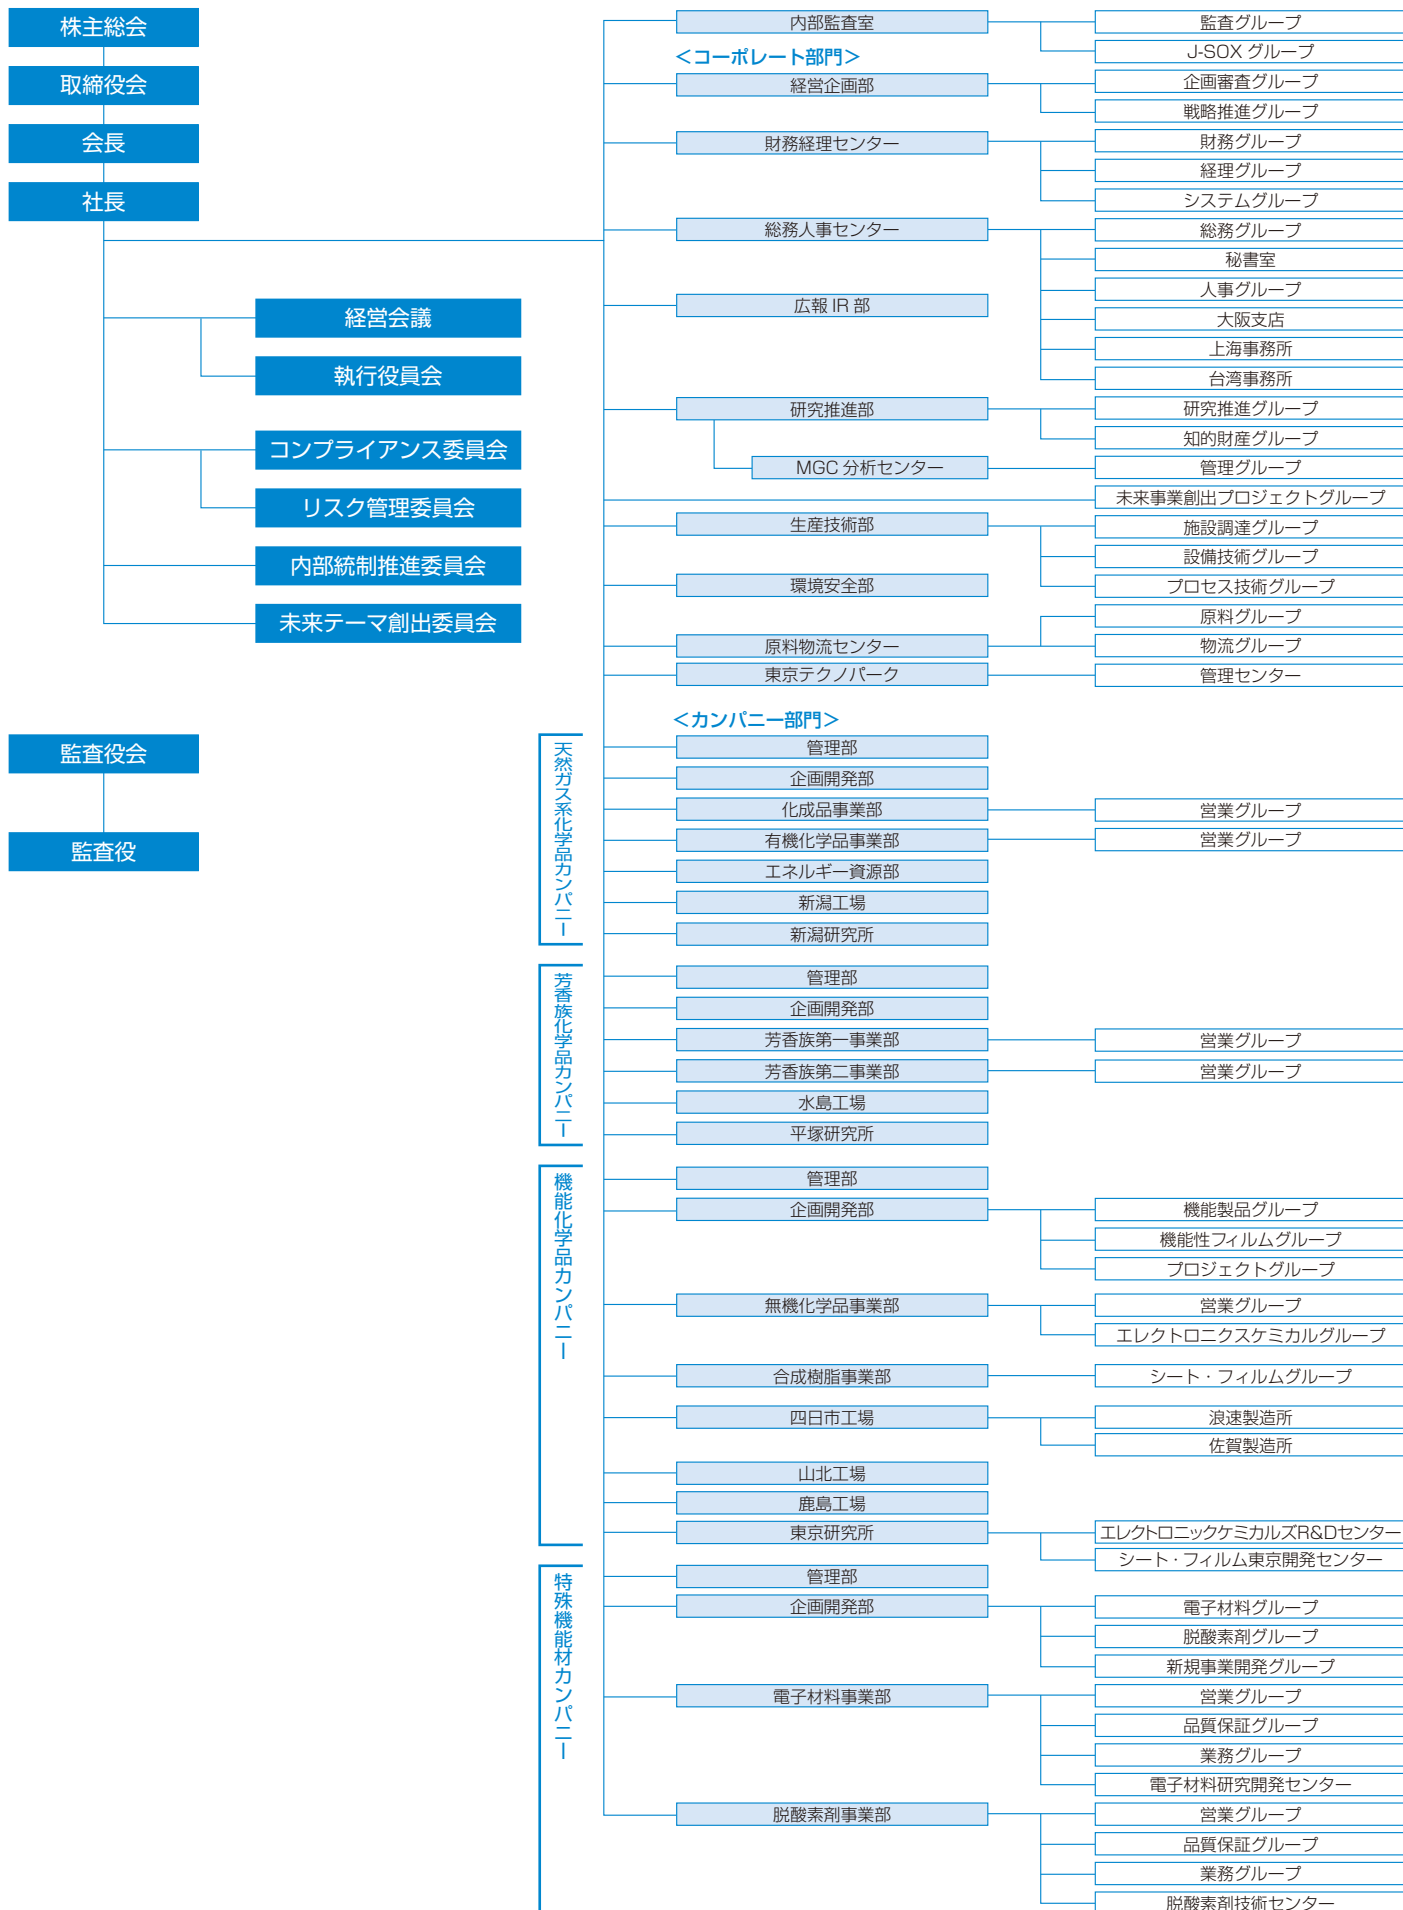 株主総会
取締役会
会長
社長
経営会議
執行役員会
コンプライアンス委員会
リスク管理委員会
内部統制推進委員会
未来テーマ創出委員会
監査役会
監査役
内部監査室
監査グループ
J-SOX グループ
＜コーポレート部門＞
経営企画部
企画審査グループ
戦略推進グループ
財務経理センター
財務グループ
経理グループ
システムグループ
総務人事センター
総務グループ
秘書室
人事グループ
大阪支店
上海事務所
台湾事務所
広報 IR 部
研究推進部
研究推進グループ
知的財産グループ
MGC 分析センター
管理グループ
未来事業創出プロジェクトグループ
生産技術部
施設調達グループ
設備技術グループ
プロセス技術グループ
環境安全部
原料物流センター
原料グループ
物流グループ
東京テクノパーク
管理センター
＜カンパニー部門＞
天然ガス系化学品カンパニー
管理部
企画開発部
化成品事業部
営業グループ
有機化学品事業部
営業グループ
エネルギー資源部
新潟工場
新潟研究所
芳香族化学品カンパニー
管理部
企画開発部
芳香族第一事業部
営業グループ
芳香族第二事業部
営業グループ
水島工場
平塚研究所
機能化学品カンパニー
管理部
企画開発部
機能製品グループ
機能性フィルムグループ
プロジェクトグループ
無機化学品事業部
営業グループ
エレクトロニクスケミカルグループ
合成樹脂事業部
シート・フィルムグループ
四日市工場
浪速製造所
佐賀製造所
山北工場
鹿島工場
東京研究所
エレクトロニックケミカルズR&Dセンター
シート・フィルム東京開発センター
特殊機能材カンパニー
管理部
企画開発部
電子材料グループ
脱酸素剤グループ
新規事業開発グループ
電子材料事業部
営業グループ
品質保証グループ
業務グループ
電子材料研究開発センター
脱酸素剤事業部
営業グループ
品質保証グループ
業務グループ
脱酸素剤技術センター